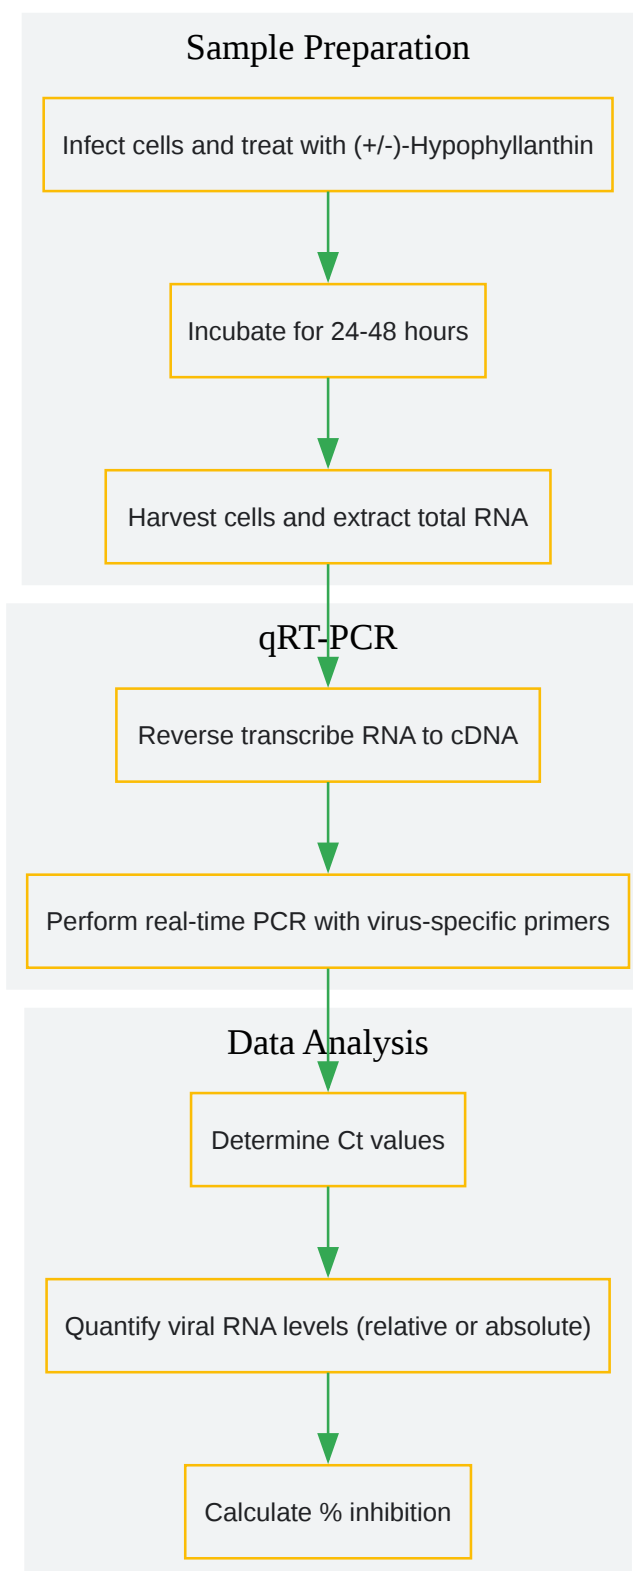 Sample Preparation
Infect cells and treat with (+/-)-Hypophyllanthin
Incubate for 24-48 hours
Harvest cells and extract total RNA
qRT-PCR
Reverse transcribe RNA to cDNA
Perform real-time PCR with virus-specific primers
Data Analysis
Determine Ct values
Quantify viral RNA levels (relative or absolute)
Calculate % inhibition